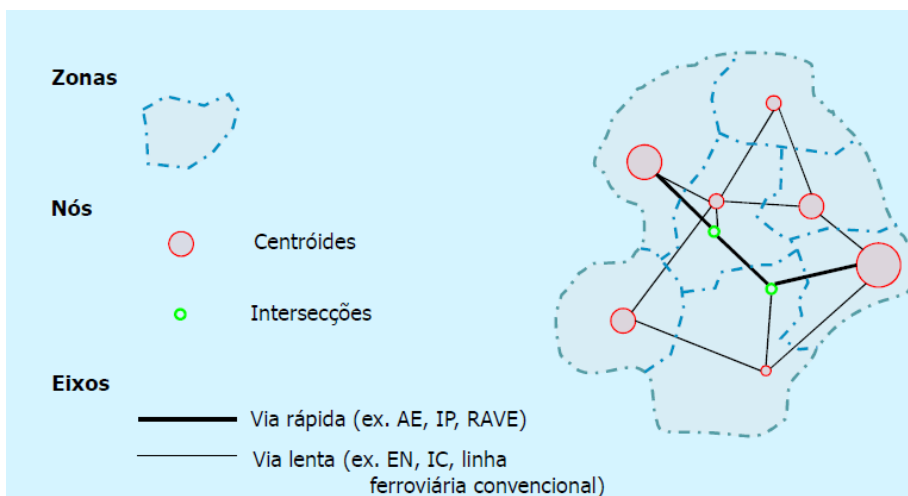 Zonas
Nós
Centróides
Intersecções
Eixos
Via rápida (ex. AE, IP, RAVE)
Via lenta (ex. EN, IC, linha
ferroviária convencional)